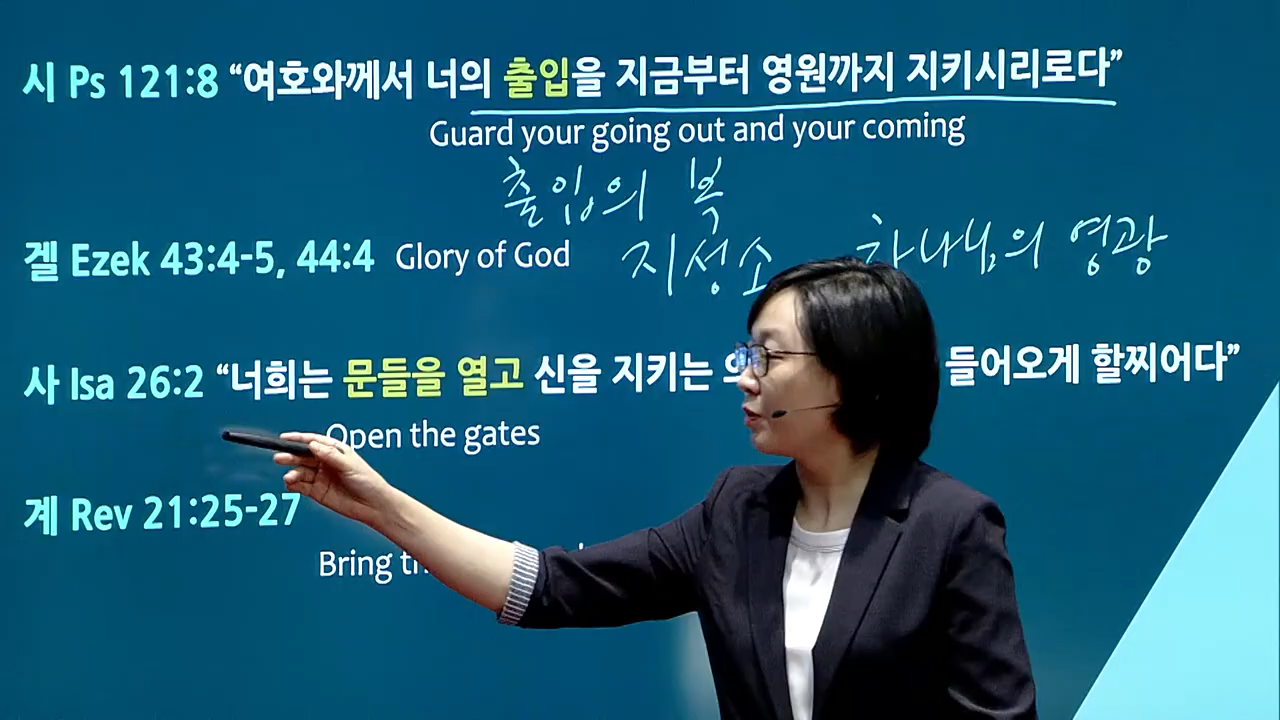 시 Ps 121:8 “여호와께서 너의 출입을 지금부터 영원까지 지키시리로다”
Guard your going out and your coming
출입의 복
겔 Ezek 43:4-5, 44:4 Glory of God
지성소 하나님의 영광
사 Isa 26:2 “너희는 문들을 열고 신을 지키는 들어오게 할찌어다”
Open the gates
계 Rev 21:25-27
Bring